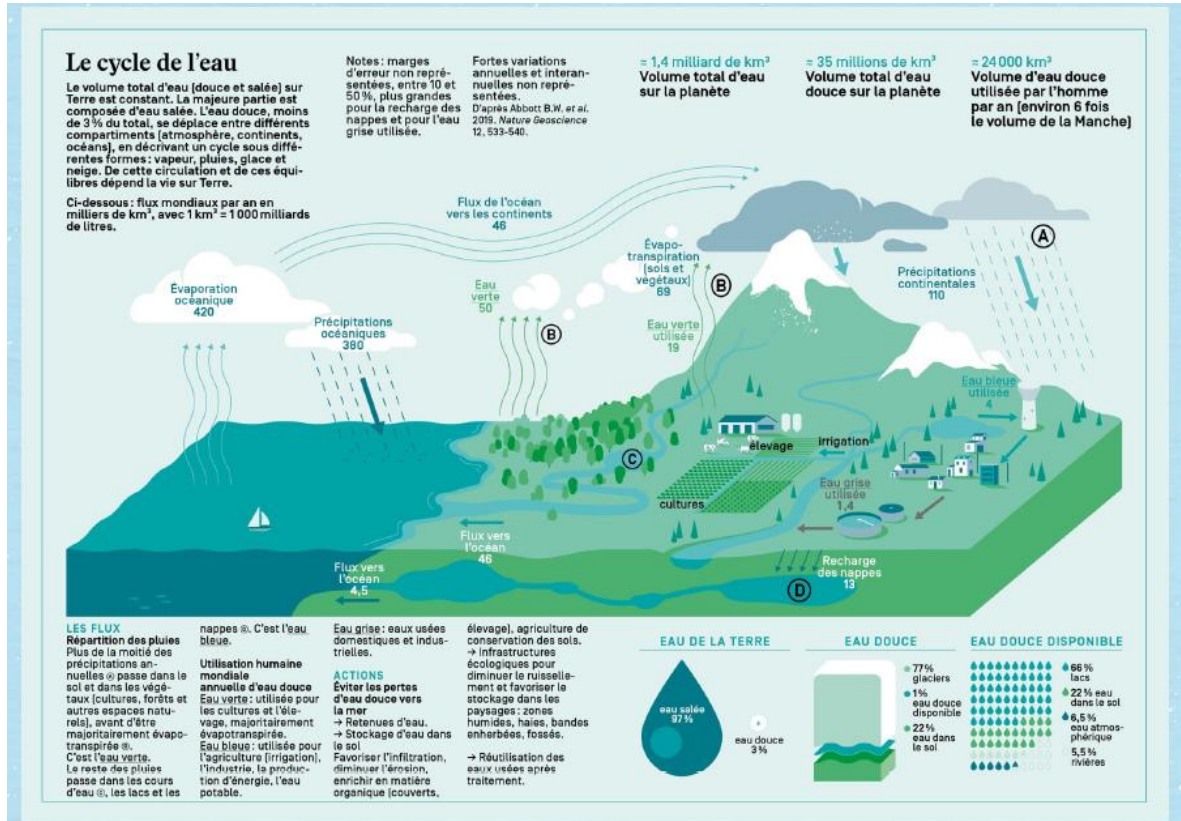 Le cycle de l'eau
Le volume total d'eau (douce et salée) sur
Terre est constant. La majeure partie est
composée d'eau salée. L'eau douce, moins
de 3 % du total, se déplace entre différents
compartiments (atmosphère, continents,
océans), en décrivant un cycle sous diffé-
rentes formes : vapeur, pluies, glace et
neige. De cette circulation et de ces équi-
libres dépend la vie sur Terre.
Ci-dessous : flux mondiaux par an en
milliers de km³, avec 1 km³ = 1 000 milliards
de litres.
Notes : marges
d'erreur non repré-
sentées, entre 10 et
50 %, plus grandes
pour la recharge des
nappes et pour l'eau
grise utilisée.
Fortes variations
annuelles et interan-
nuelles non repré-
sentées.
D'après Abbott B.W. et al.
2019. Nature Geoscience
12, 533-540.
≈ 1,4 milliard de km³
Volume total d'eau
sur la planète
≈ 35 millions de km³
Volume total d'eau
douce sur la planète
≈ 24 000 km³
Volume d'eau douce
utilisée par l'homme
par an (environ 6 fois
le volume de la Manche)
Flux de l'océan
vers les continents
46
Évaporation
océanique
420
Précipitations
océaniques
380
Eau
verte
50
B
Évapo-
transpiration
(sols et
végétaux)
69
B
Eau verte
utilisée
19
A
Précipitations
continentales
110
Eau bleue
utilisée
4
C
élevage
irrigation
cultures
Eau grise
utilisée
1,4
Flux vers
l'océan
46
Flux vers
l'océan
4,5
Recharge
des nappes
13
D
LES FLUX
Répartition des pluies
Plus de la moitié des
précipitations an-
nuelles Ⓐ passe dans le
sol et dans les végé-
taux (cultures, forêts et
autres espaces natu-
rels), avant d'être
majoritairement évapo-
transpirée Ⓑ.
C'est l'eau verte.
Le reste des pluies
passe dans les cours
d'eau Ⓒ, les lacs et les
nappes Ⓓ. C'est l'eau
bleue.
Utilisation humaine
mondiale
annuelle d'eau douce
Eau verte : utilisée pour
les cultures et l'éle-
vage, majoritairement
évapotranspirée.
Eau bleue : utilisée pour
l'agriculture (irrigation),
l'industrie, la produc-
tion d'énergie, l'eau
potable.
Eau grise : eaux usées
domestiques et indus-
trielles.
ACTIONS
Éviter les pertes
d'eau douce vers
la mer
→ Retenues d'eau.
→ Stockage d'eau dans
le sol
Favoriser l'infiltration,
diminuer l'érosion,
enrichir en matière
organique (couverts,
élevage), agriculture de
conservation des sols.
→ Infrastructures
écologiques pour
diminuer le ruisselle-
ment et favoriser le
stockage dans les
paysages : zones
humides, haies, bandes
enherbées, fossés.
→ Réutilisation des
eaux usées après
traitement.
EAU DE LA TERRE
eau salée
97 %
eau douce
3 %
EAU DOUCE
77 %
glaciers
1 %
eau douce
disponible
22 %
eau dans
le sol
EAU DOUCE DISPONIBLE
66 %
lacs
22 % eau
dans le sol
6,5 %
eau atmos-
phérique
5,5 %
rivières